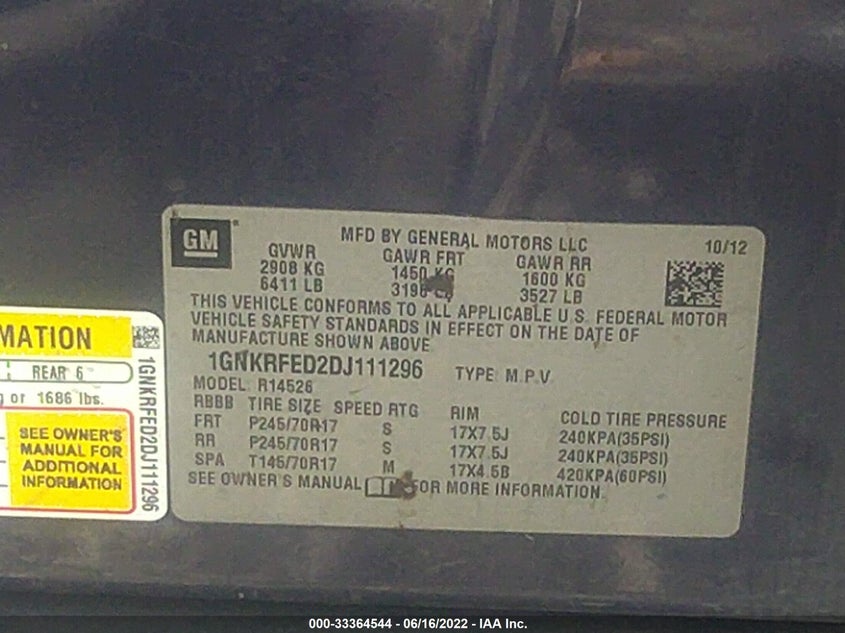 GM
MFD BY GENERAL MOTORS LLC
10/12
GVWR GAWR FRT GAWR RR
2908 KG 1450 KG 1600 KG
6411 LB 3196 LB 3527 LB
THIS VEHICLE CONFORMS TO ALL APPLICABLE U.S. FEDERAL MOTOR
VEHICLE SAFETY STANDARDS IN EFFECT ON THE DATE OF
MANUFACTURE SHOWN ABOVE
1GNKRFED2DJ111296 TYPE: M.P.V
MODEL: R14526
RBBB TIRE SIZE SPEED RTG RIM COLD TIRE PRESSURE
FRT P245/70R17 S 17X7.5J 240KPA(35PSI)
RR P245/70R17 S 17X7.5J 240KPA(35PSI)
SPA T145/70R17 M 17X4.5B 420KPA(60PSI)
SEE OWNER'S MANUAL FOR MORE INFORMATION.
MATION
REAR 6
or 1686 lbs.
SEE OWNER'S
MANUAL FOR
ADDITIONAL
INFORMATION
1GNKRFED2DJ111296
000-33364544 - 06/16/2022 - IAA Inc.